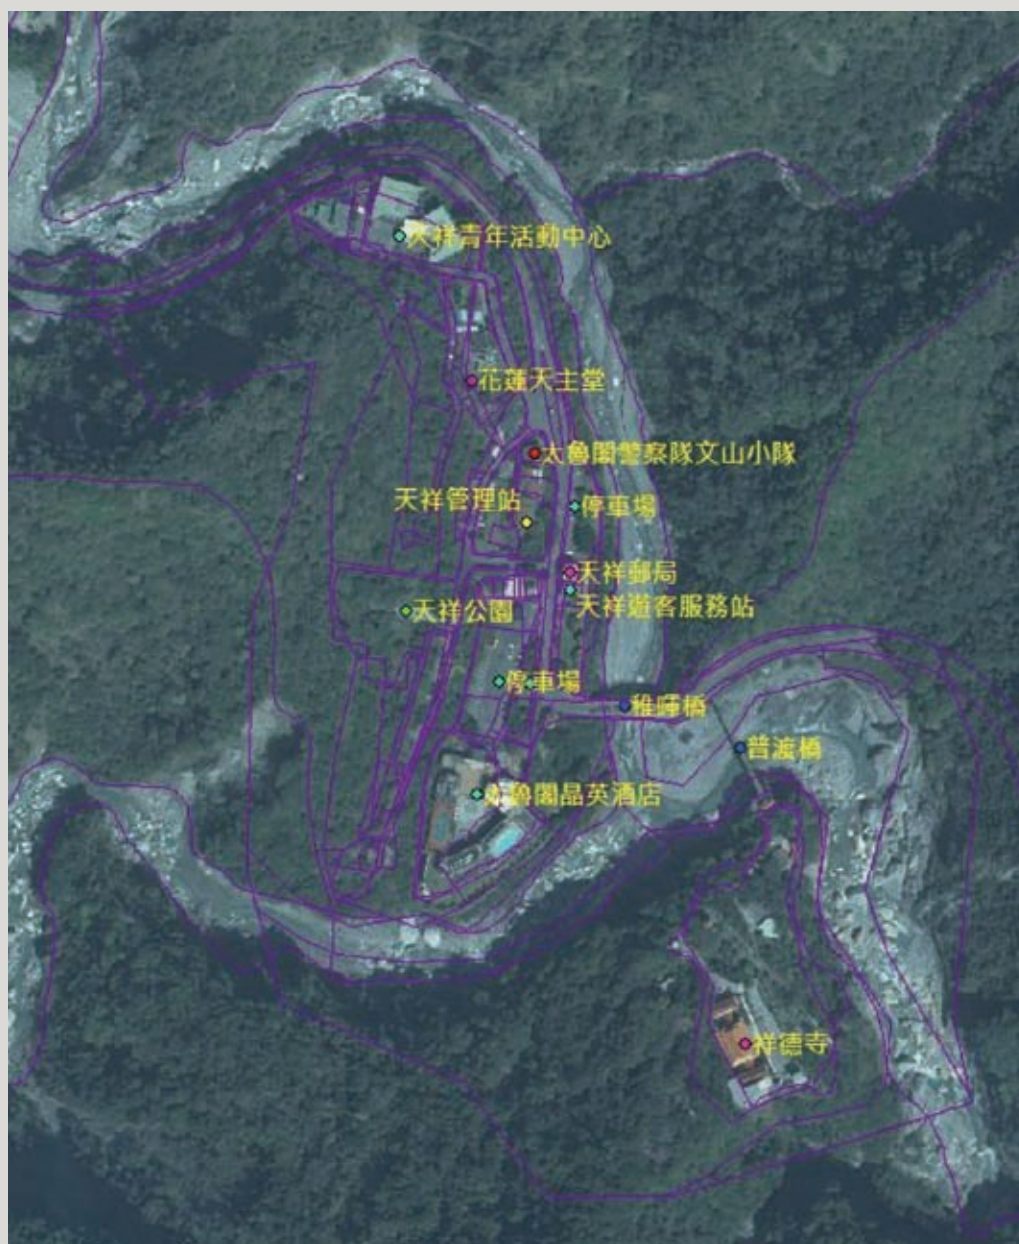 天祥青年活動中心
花蓮天主堂
太魯閣警察隊文山小隊
天祥管理站
停車場
天祥郵局
天祥遊客服務站
天祥公園
停車場
稚暉橋
普渡橋
太魯閣晶英酒店
祥德寺